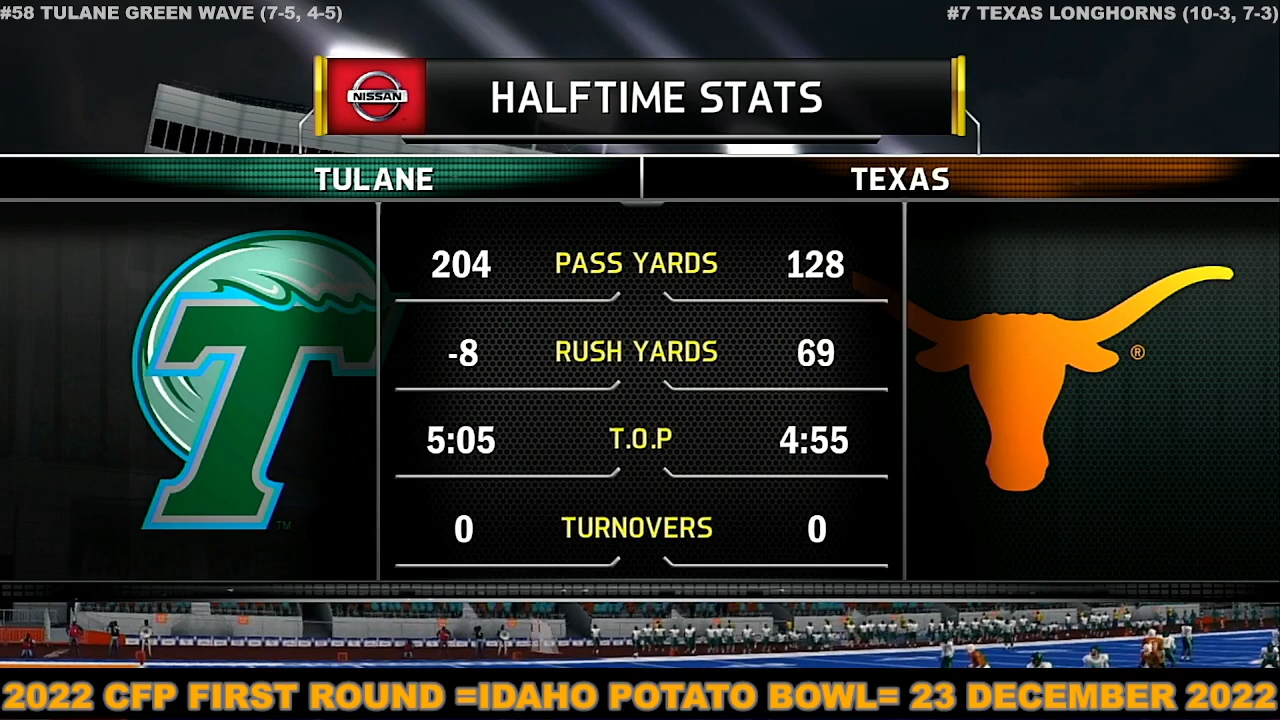 #58 TULANE GREEN WAVE (7-5, 4-5)
#7 TEXAS LONGHORNS (10-3, 7-3)
NISSAN
HALFTIME STATS
TULANE
TEXAS
204 PASS YARDS 128
-8 RUSH YARDS 69
5:05 T.O.P 4:55
0 TURNOVERS 0
T
TM
®
2022 CFP FIRST ROUND =IDAHO POTATO BOWL= 23 DECEMBER 2022